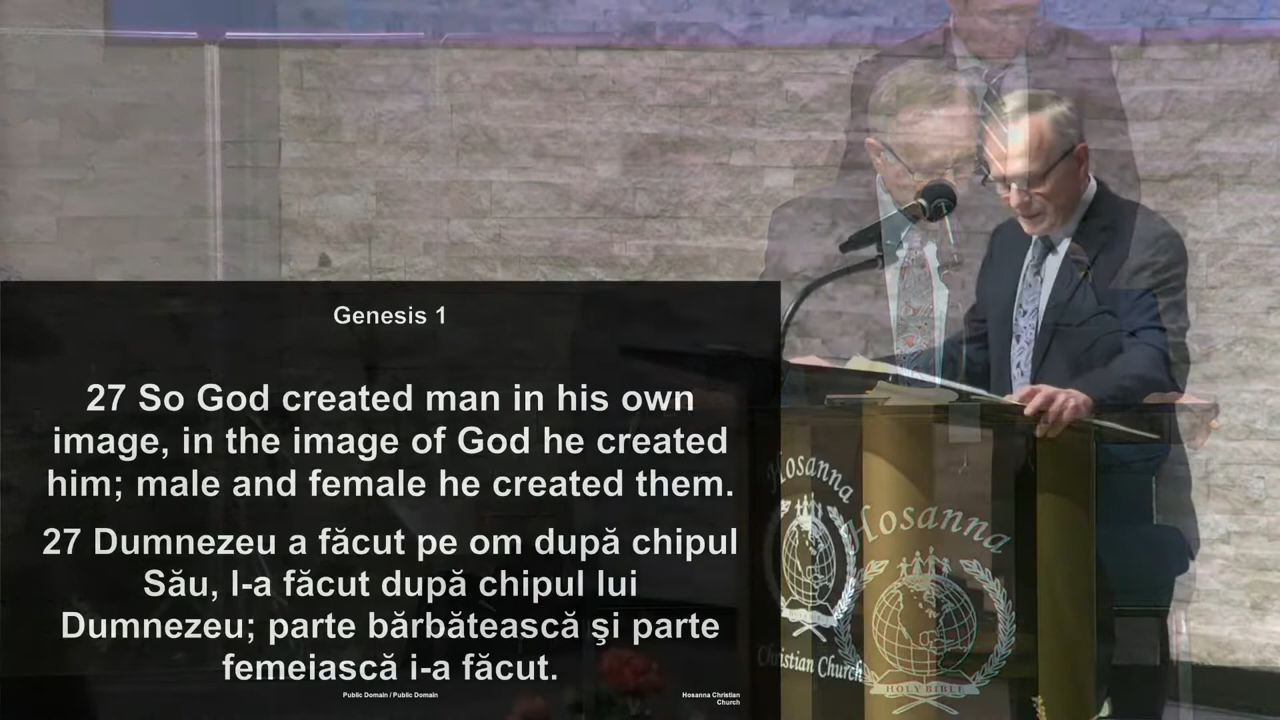 Genesis 1
27 So God created man in his own
image, in the image of God he created
him; male and female he created them.
27 Dumnezeu a făcut pe om după chipul
Său, l-a făcut după chipul lui
Dumnezeu; parte bărbătească şi parte
femeiască i-a făcut.
Public Domain / Public Domain
Hosanna Christian
Church
Hosanna
Christian Church
Hosanna
HOLY BIBLE